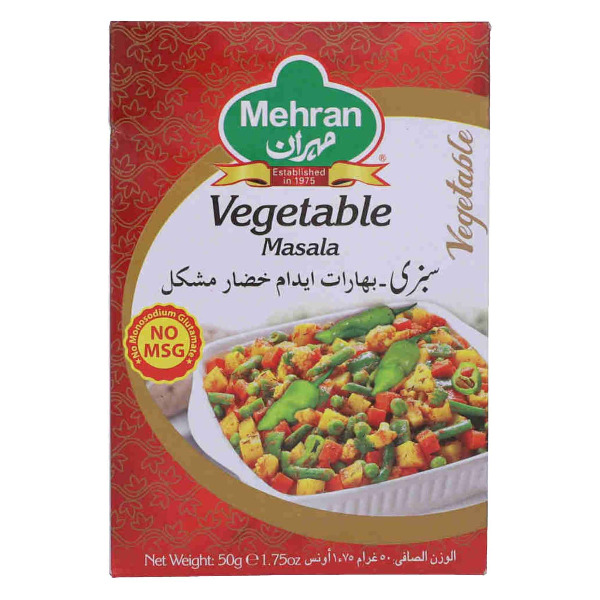 Mehran
مہران
®
Established
in 1975
Vegetable
Masala
سبزی - بهارات ايدام خضار مشكل
Vegetable
No Monosodium Glutamate
NO
MSG
Net Weight: 50g ℮ 1.75oz الوزن الصافى: ٥٠ غرام ١،٧٥ أونس